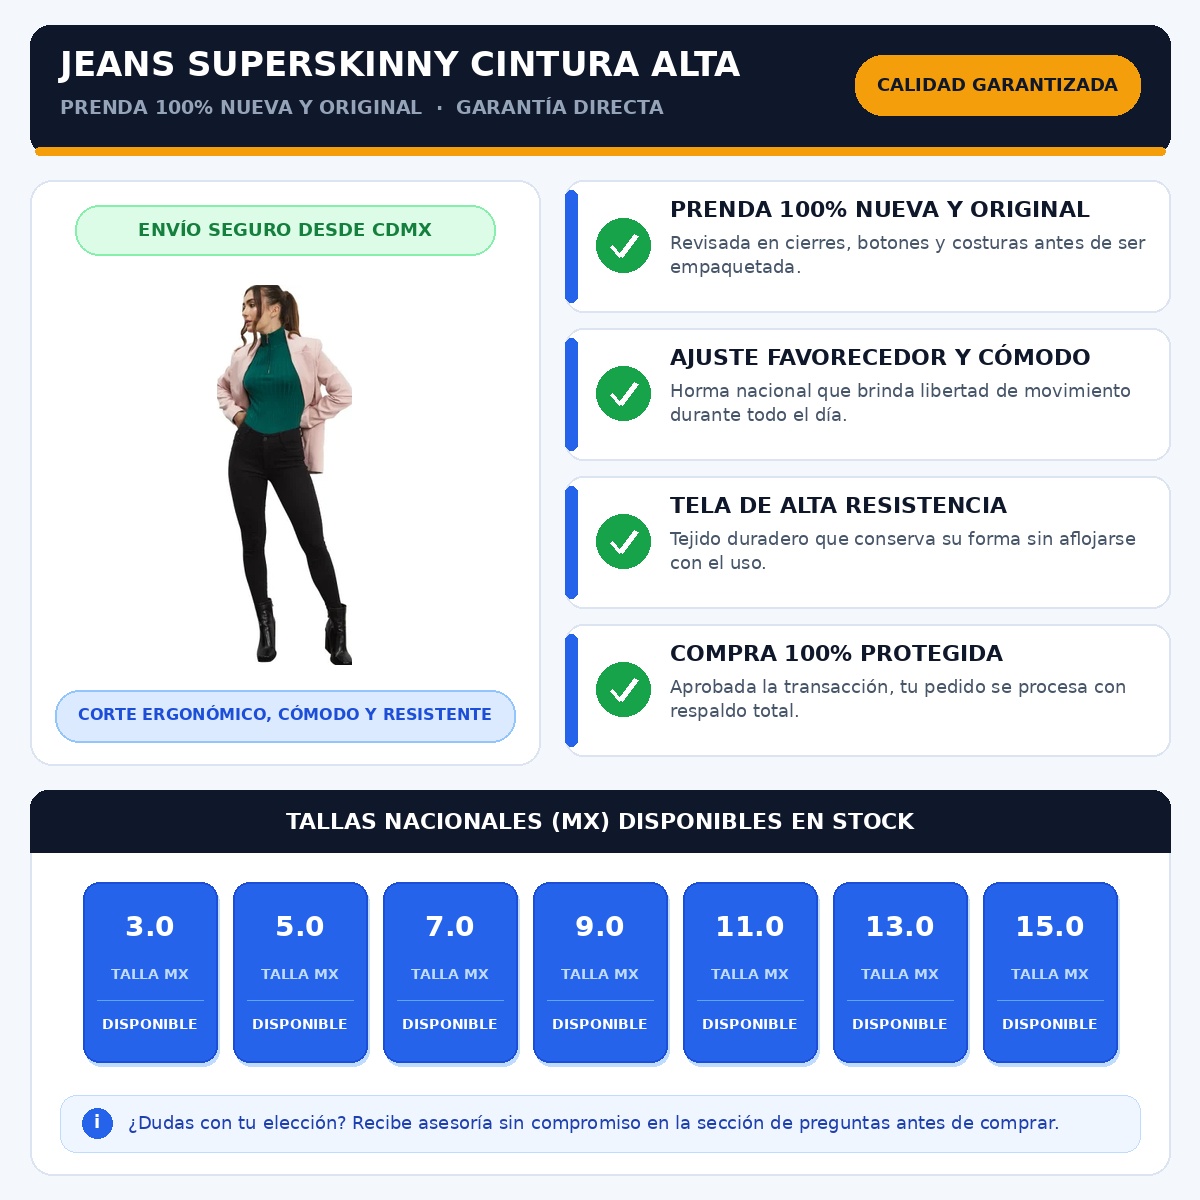 JEANS SUPERSKINNY CINTURA ALTA
PRENDA 100% NUEVA Y ORIGINAL · GARANTÍA DIRECTA
CALIDAD GARANTIZADA
ENVÍO SEGURO DESDE CDMX
CORTE ERGONÓMICO, CÓMODO Y RESISTENTE
PRENDA 100% NUEVA Y ORIGINAL
Revisada en cierres, botones y costuras antes de ser
empaquetada.
AJUSTE FAVORECEDOR Y CÓMODO
Horma nacional que brinda libertad de movimiento
durante todo el día.
TELA DE ALTA RESISTENCIA
Tejido duradero que conserva su forma sin aflojarse
con el uso.
COMPRA 100% PROTEGIDA
Aprobada la transacción, tu pedido se procesa con
respaldo total.
TALLAS NACIONALES (MX) DISPONIBLES EN STOCK
3.0
TALLA MX
DISPONIBLE
5.0
TALLA MX
DISPONIBLE
7.0
TALLA MX
DISPONIBLE
9.0
TALLA MX
DISPONIBLE
11.0
TALLA MX
DISPONIBLE
13.0
TALLA MX
DISPONIBLE
15.0
TALLA MX
DISPONIBLE
i
¿Dudas con tu elección? Recibe asesoría sin compromiso en la sección de preguntas antes de comprar.